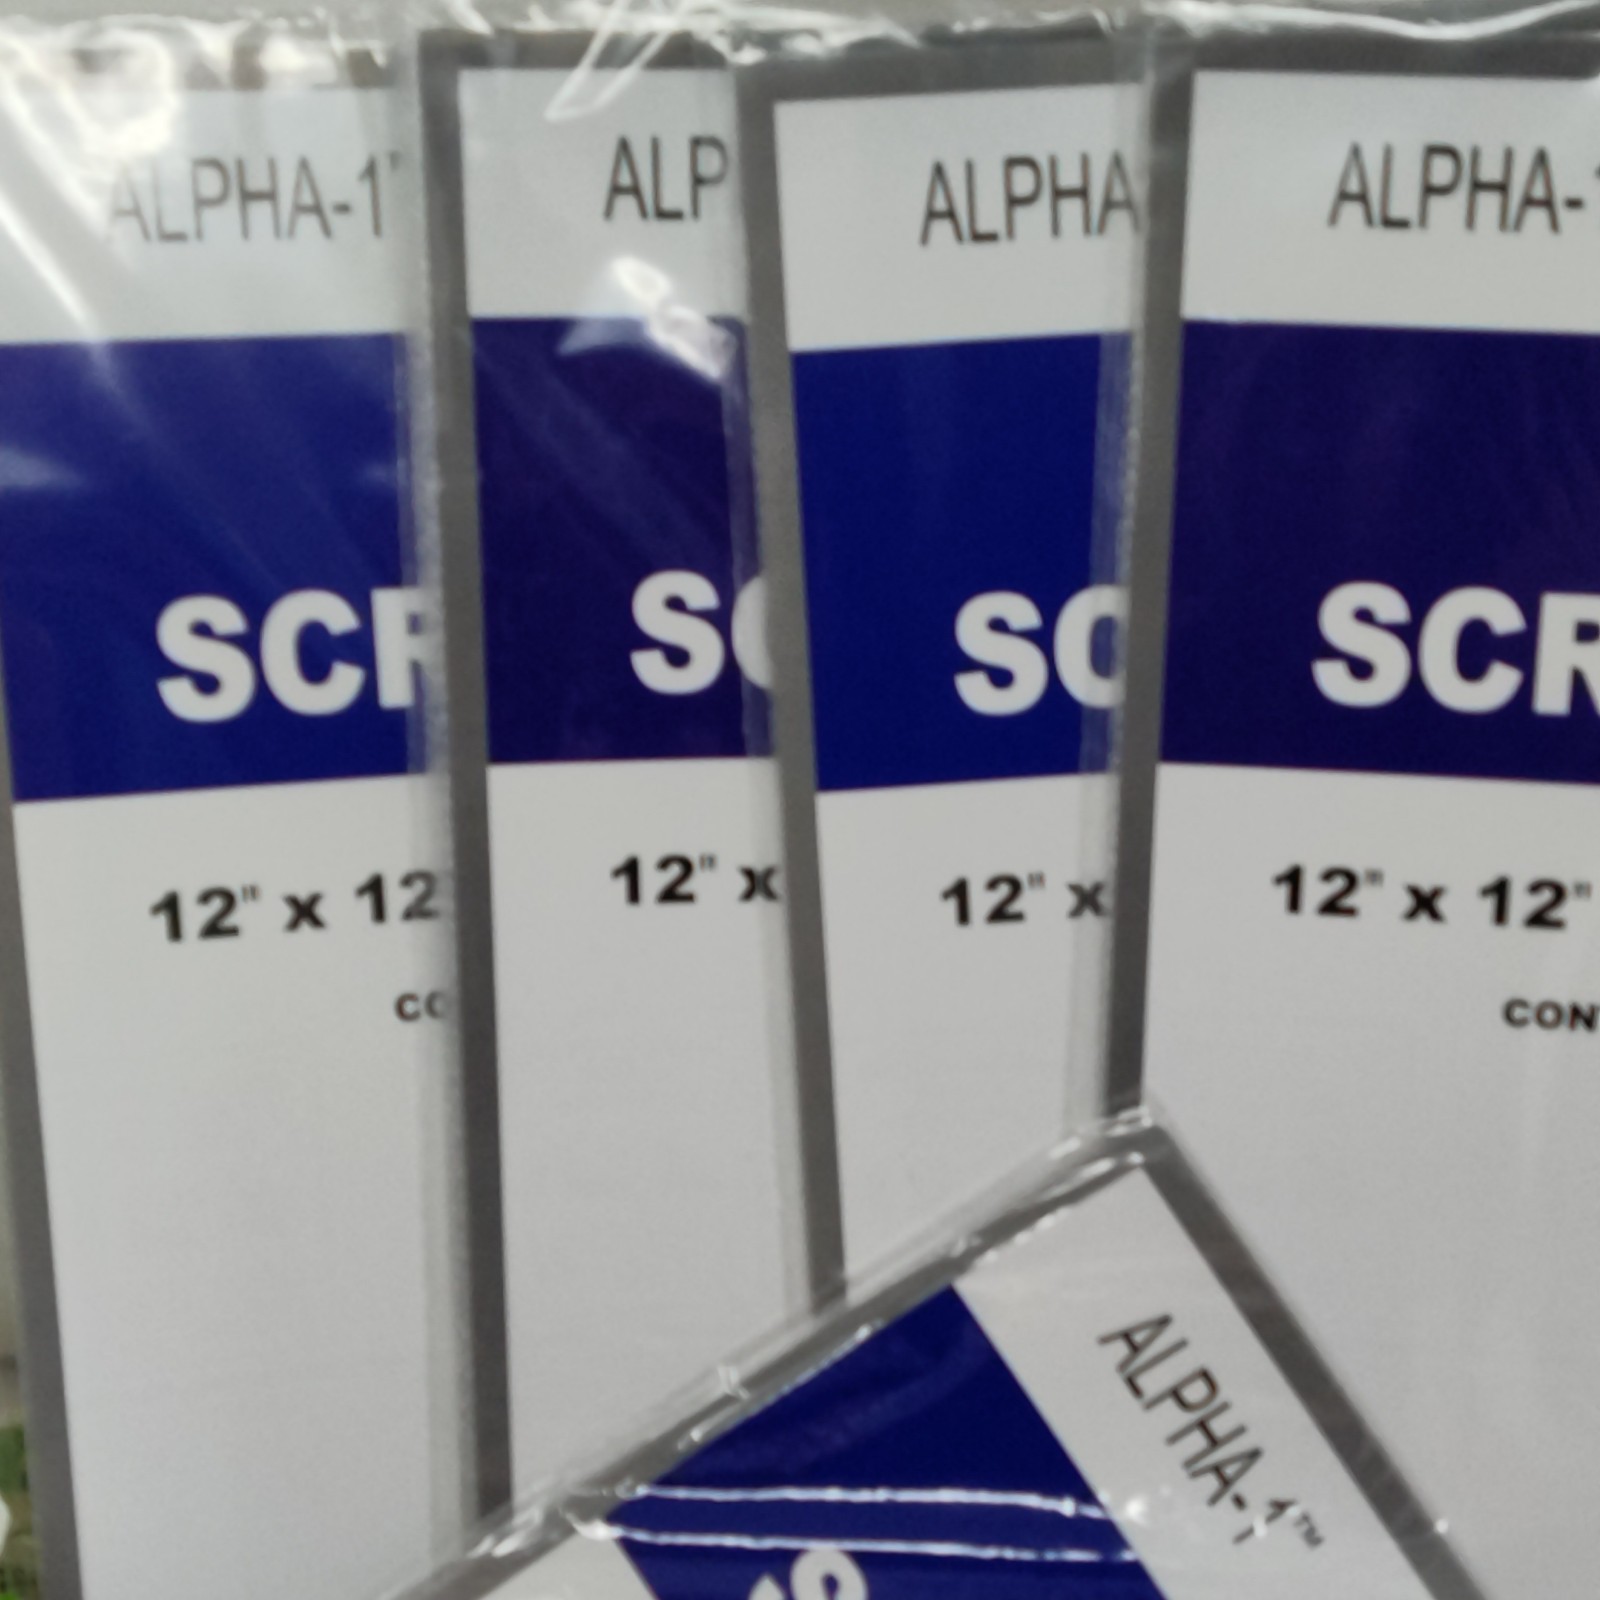 ALPHA-1™
SCR
12" x 12
CO
ALP
SC
12" x
ALPHA
SC
12" x
ALPHA-1
SCR
12" x 12"
CON
ALPHA-1™
S